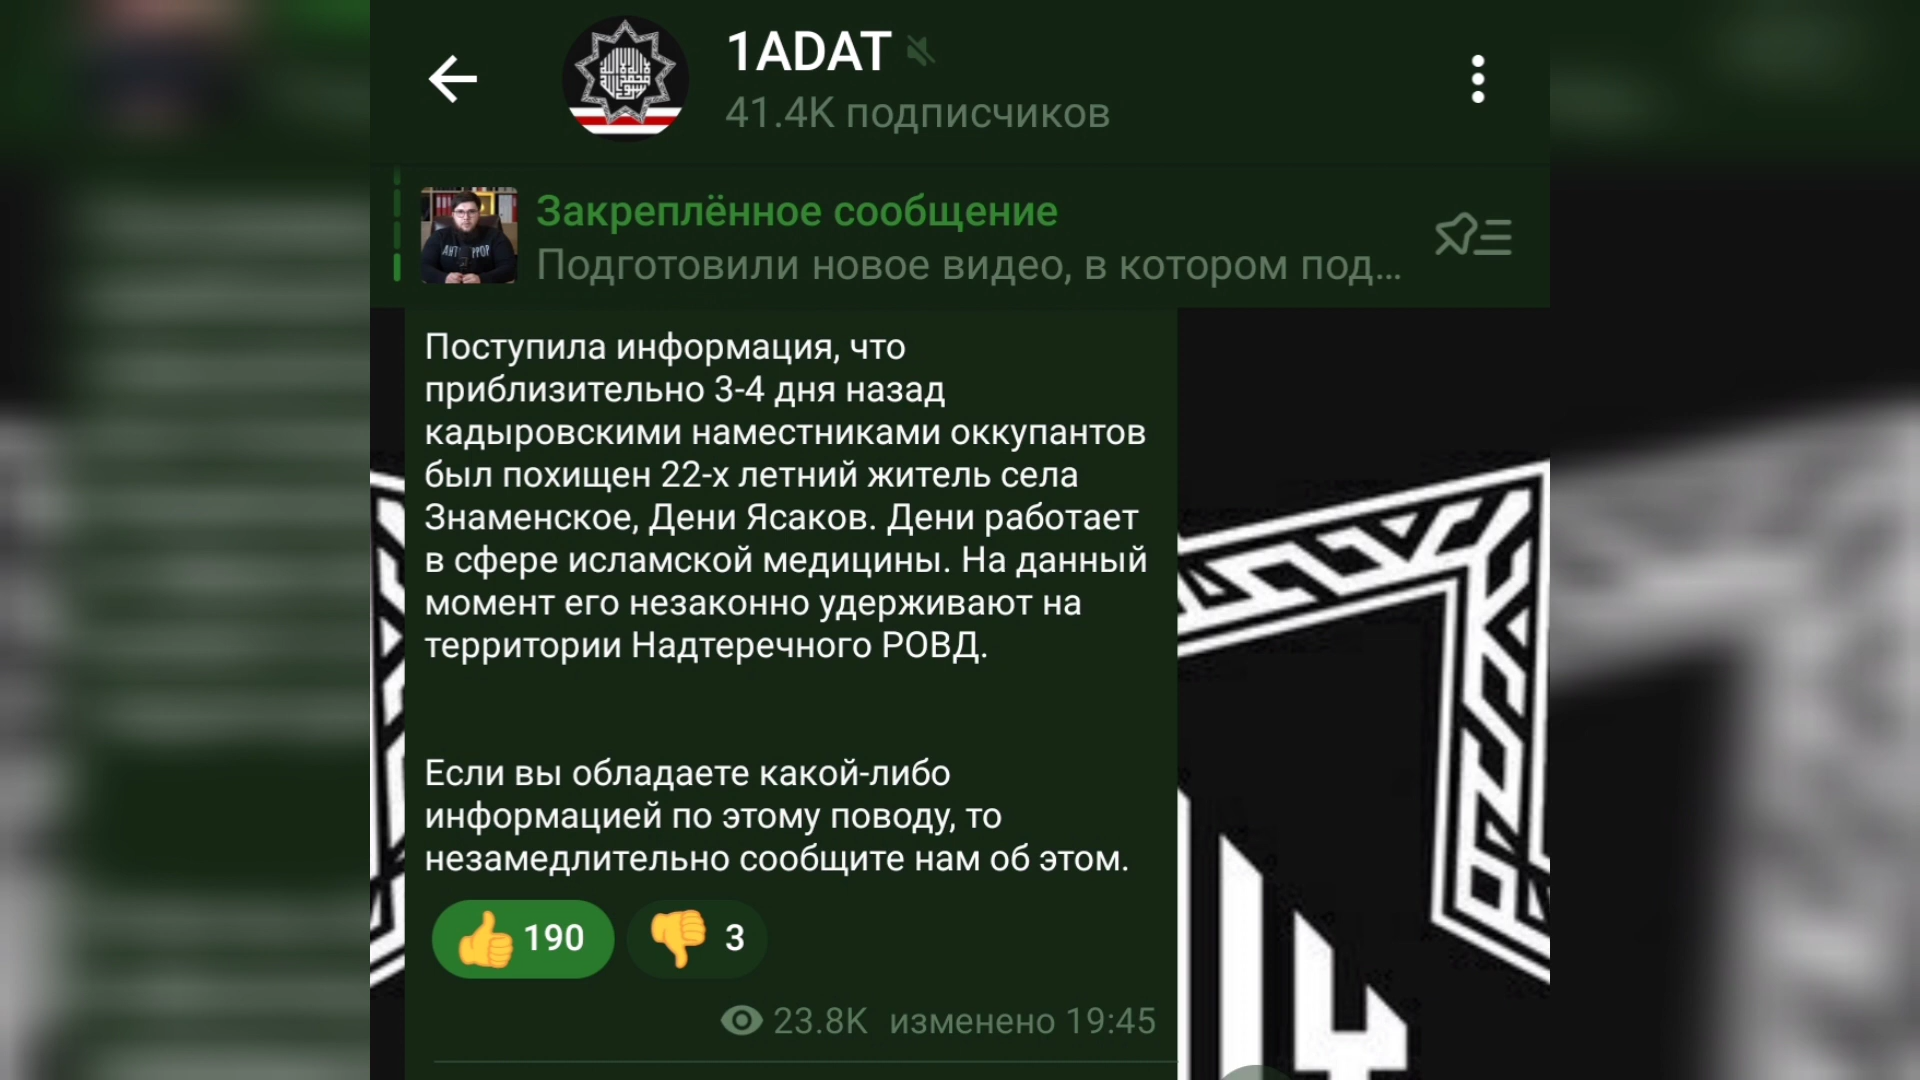 1ADAT
41.4K подписчиков
Закреплённое сообщение
Подготовили новое видео, в котором под...
Поступила информация, что
приблизительно 3-4 дня назад
кадыровскими наместниками оккупантов
был похищен 22-х летний житель села
Знаменское, Дени Ясаков. Дени работает
в сфере исламской медицины. На данный
момент его незаконно удерживают на
территории Надтеречного РОВД.
Если вы обладаете какой-либо
информацией по этому поводу, то
незамедлительно сообщите нам об этом.
190 3
23.8K изменено 19:45